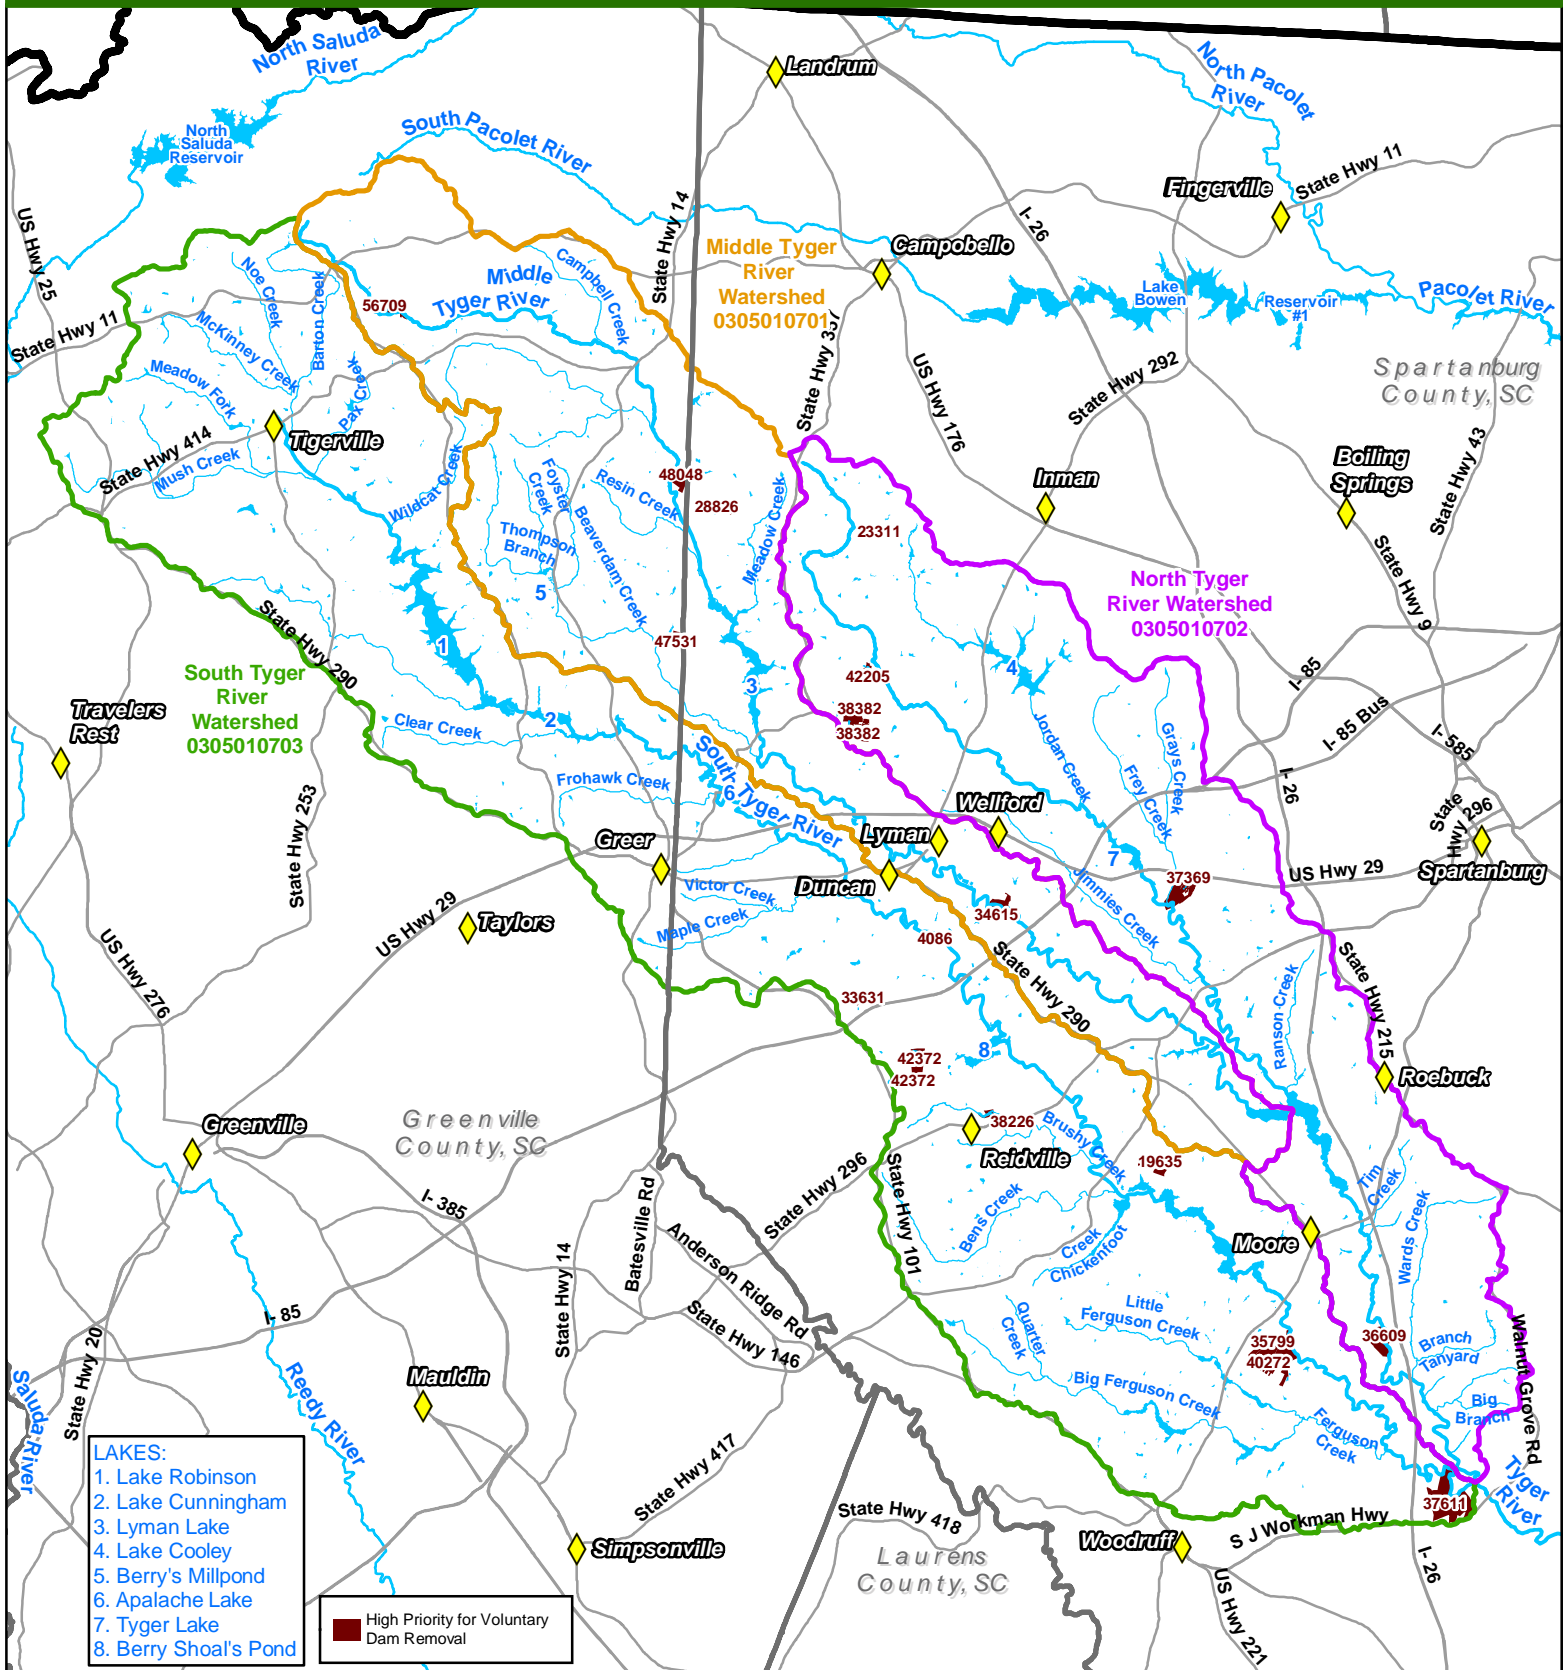 North Saluda
River
Landrum
North Pacolet
River
North
Saluda
Reservoir
South Pacolet River
State Hwy 11
Fingerville
US Hwy 25
State Hwy 14
I- 26
Middle Tyger
River
Watershed
0305010701
Campobello
Noe Creek
Barton Creek
Middle
Tyger River
Campbell Creek
56709
Lake
Bowen
Reservoir
#1
Pacolet River
State Hwy 11
McKinney Creek
Meadow Fork
Pax Creek
State Hwy 357
US Hwy 176
State Hwy 292
Spartanburg
County, SC
Tigerville
State Hwy 414
Mush Creek
Wildcat Creek
Foyster
Creek
Resin Creek
48048
28826
Meadow Creek
Inman
Boiling
Springs
State Hwy 43
Thompson
Branch
Beaverdam Creek
23311
State Hwy 9
5
North Tyger
River Watershed
0305010702
State Hwy 290
1
47531
3
42205
4
I- 85
South Tyger
River
Watershed
0305010703
Travelers
Rest
Clear Creek
2
38382
38382
Jordan Creek
Grays Creek
Frey Creek
I- 85 Bus
I- 585
South Tyger River
6
Frohawk Creek
I- 26
State Hwy 253
Greer
Wellford
Lyman
Duncan
7
State
Hwy 296
Spartanburg
US Hwy 29
37369
Victor Creek
Maple Creek
Jimmies Creek
34615
4086
US Hwy 29
Taylors
US Hwy 276
33631
State Hwy 290
Ranson Creek
State Hwy 215
8
42372
42372
Roebuck
Greenville
Greenville
County, SC
38226
Reidville
Brushy Creek
19635
State Hwy 296
State Hwy 101
Bens Creek
Creek
Chickenfoot
Tim
Creek
Wards Creek
Moore
I- 385
Batesville Rd
Anderson Ridge Rd
State Hwy 14
State Hwy 146
I- 85
State Hwy 20
Quarter
Creek
Little
Ferguson Creek
35799
40272
36609
Branch
Tanyard
Walnut Grove Rd
Big Ferguson Creek
Big
Branch
Ferguson
Creek
Saluda River
Reedy River
Mauldin
State Hwy 417
Simpsonville
State Hwy 418
Laurens
County, SC
Woodruff
S J Workman Hwy
37611
Tyger
River
I- 26
US Hwy 221
LAKES:
1. Lake Robinson
2. Lake Cunningham
3. Lyman Lake
4. Lake Cooley
5. Berry's Millpond
6. Apalache Lake
7. Tyger Lake
8. Berry Shoal's Pond
High Priority for Voluntary
Dam Removal